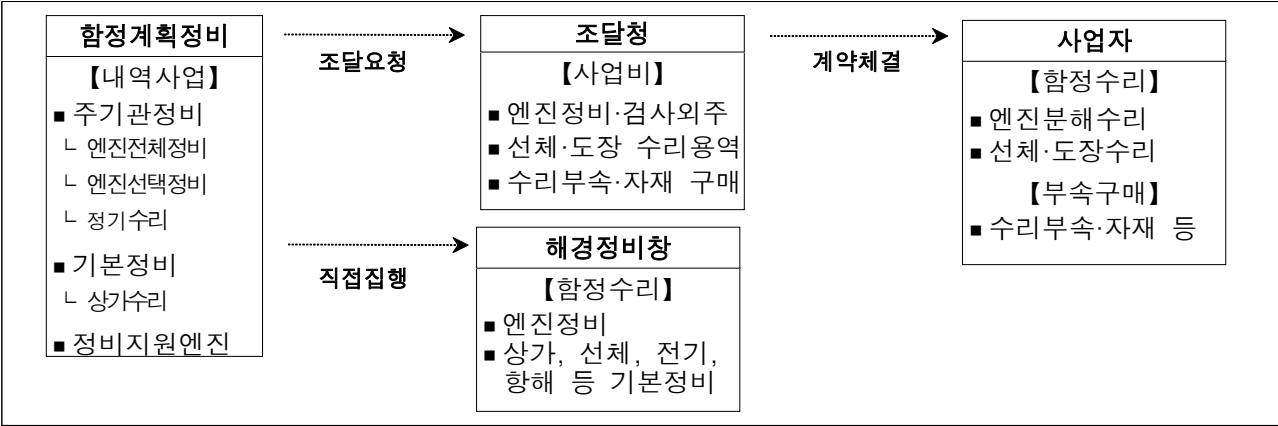 함정계획정비
【내역사업】
■ 주기관정비
└ 엔진전체정비
└ 엔진선택정비
└ 정기수리
■ 기본정비
└ 상가수리
■ 정비지원엔진
조달요청
직접집행
조달청
【사업비】
■ 엔진정비·검사외주
■ 선체·도장 수리용역
■ 수리부속·자재 구매
해경정비창
【함정수리】
■ 엔진정비
■ 상가, 선체, 전기,
항해 등 기본정비
계약체결
사업자
【함정수리】
■ 엔진분해수리
■ 선체·도장수리
【부속구매】
■ 수리부속·자재 등